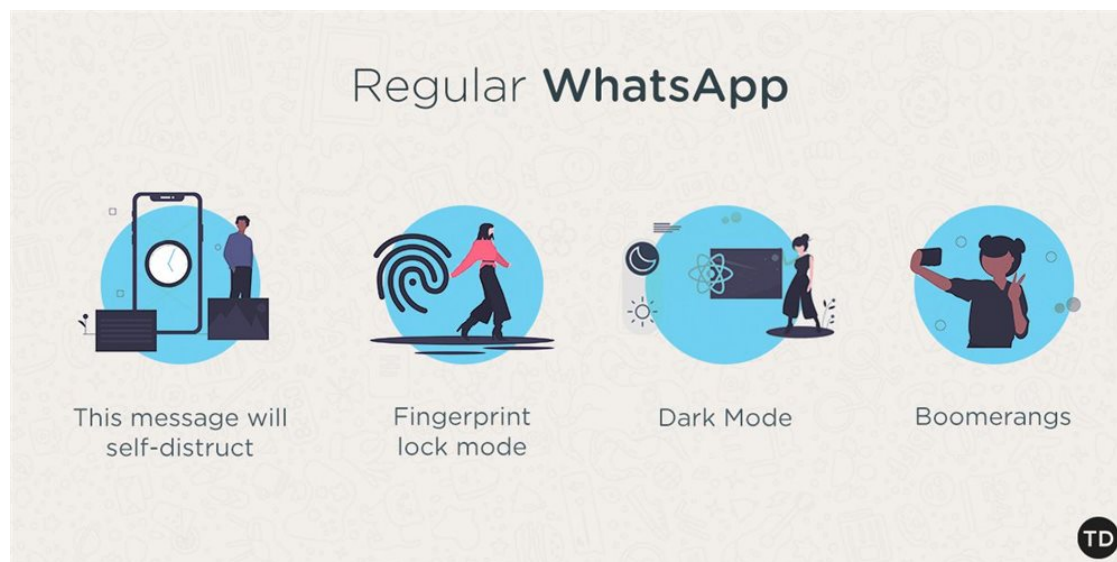 Regular WhatsApp
This message will
self-distruct
Fingerprint
lock mode
Dark Mode
Boomerangs
TD